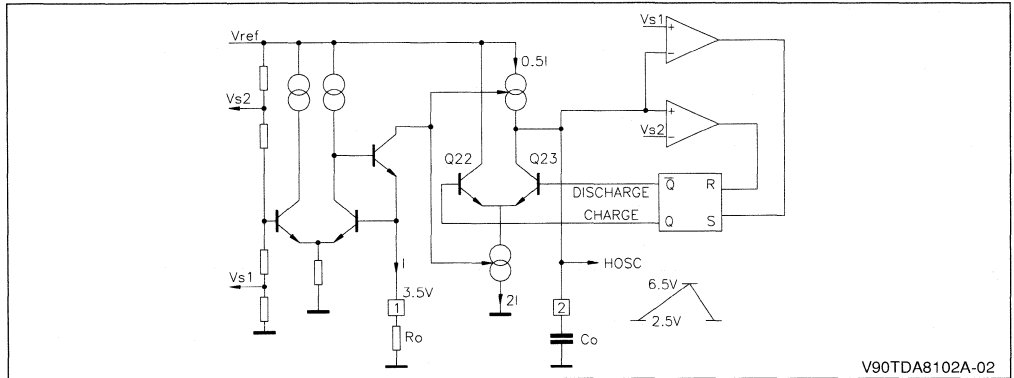 Vs1
+
−
Vref
0.5I
Vs2
+
Vs2
−
Q22
Q23
DISCHARGE
Q̅
R
CHARGE
Q
S
Vs1
I
3.5V
1
Ro
2I
HOSC
2
Co
6.5V
2.5V
V90TDA8102A-02